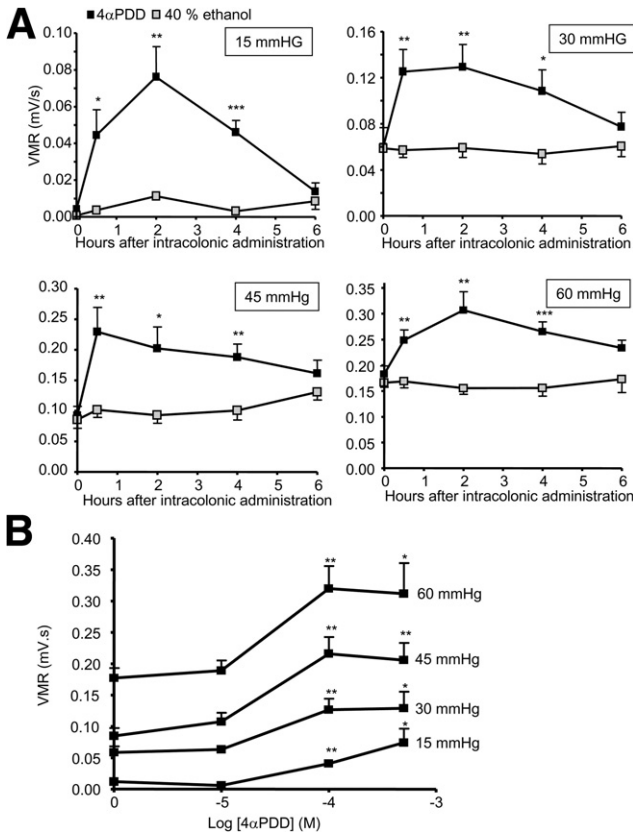 A
4αPDD 40 % ethanol
15 mmHG
VMR (mV/s)
** * ***
0.10
0.08
0.06
0.04
0.02
0.00
0 1 2 3 4 5 6
Hours after intracolonic administration
30 mmHG
** ** *
0.16
0.12
0.08
0.04
0.00
0 1 2 3 4 5 6
Hours after intracolonic administration
45 mmHg
** * **
0.30
0.25
0.20
0.15
0.10
0.05
0.00
0 1 2 3 4 5 6
Hours after intracolonic administration
60 mmHg
** ** ***
0.35
0.30
0.25
0.20
0.15
0.10
0.05
0.00
0 1 2 3 4 5 6
Hours after intracolonic administration
B
VMR (mV.s)
0.40
0.35
0.30
0.20
0.15
0.10
0.05
0
** *
60 mmHg
** **
45 mmHg
** *
30 mmHg
** *
15 mmHg
0 -5 -4 -3
Log [4αPDD] (M)